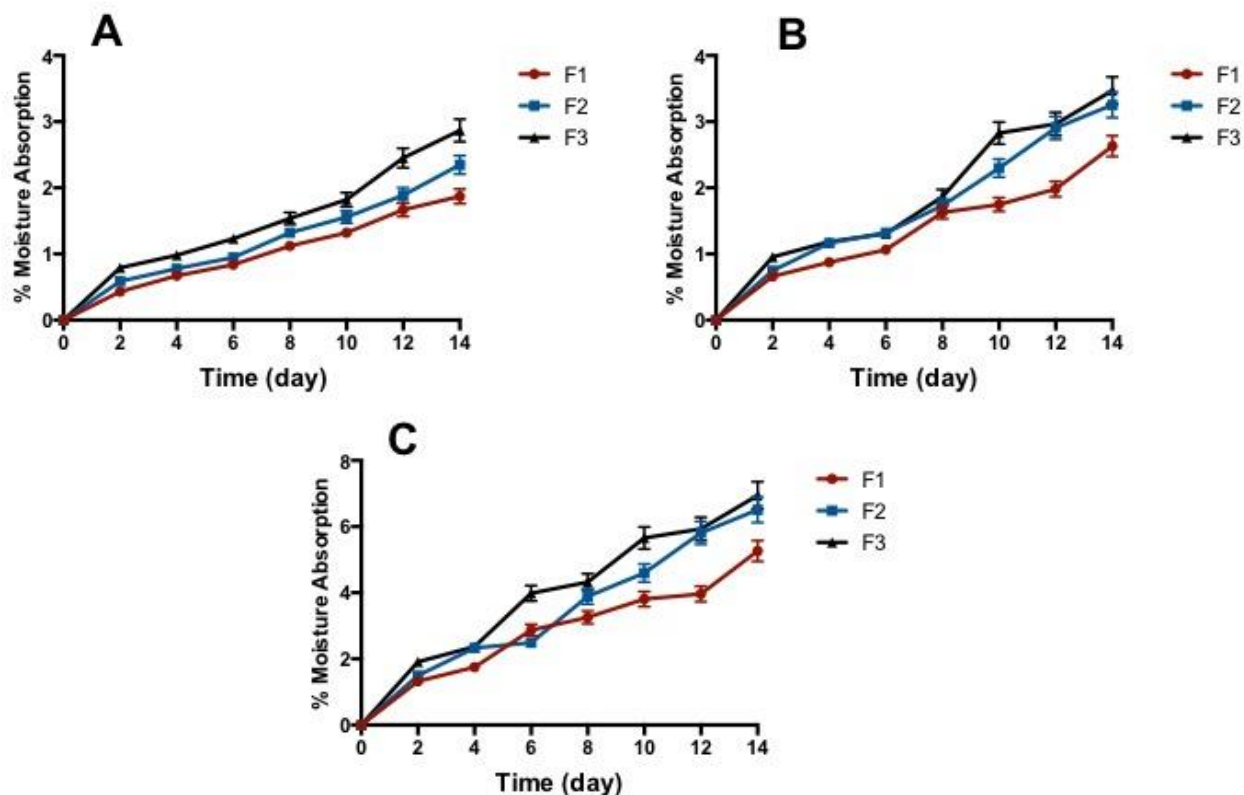 A
% Moisture Absorption
4
3
2
1
0
0 2 4 6 8 10 12 14
Time (day)
F1
F2
F3
B
% Moisture Absorption
4
3
2
1
0
0 2 4 6 8 10 12 14
Time (day)
F1
F2
F3
C
% Moisture Absorption
8
6
4
2
0
0 2 4 6 8 10 12 14
Time (day)
F1
F2
F3